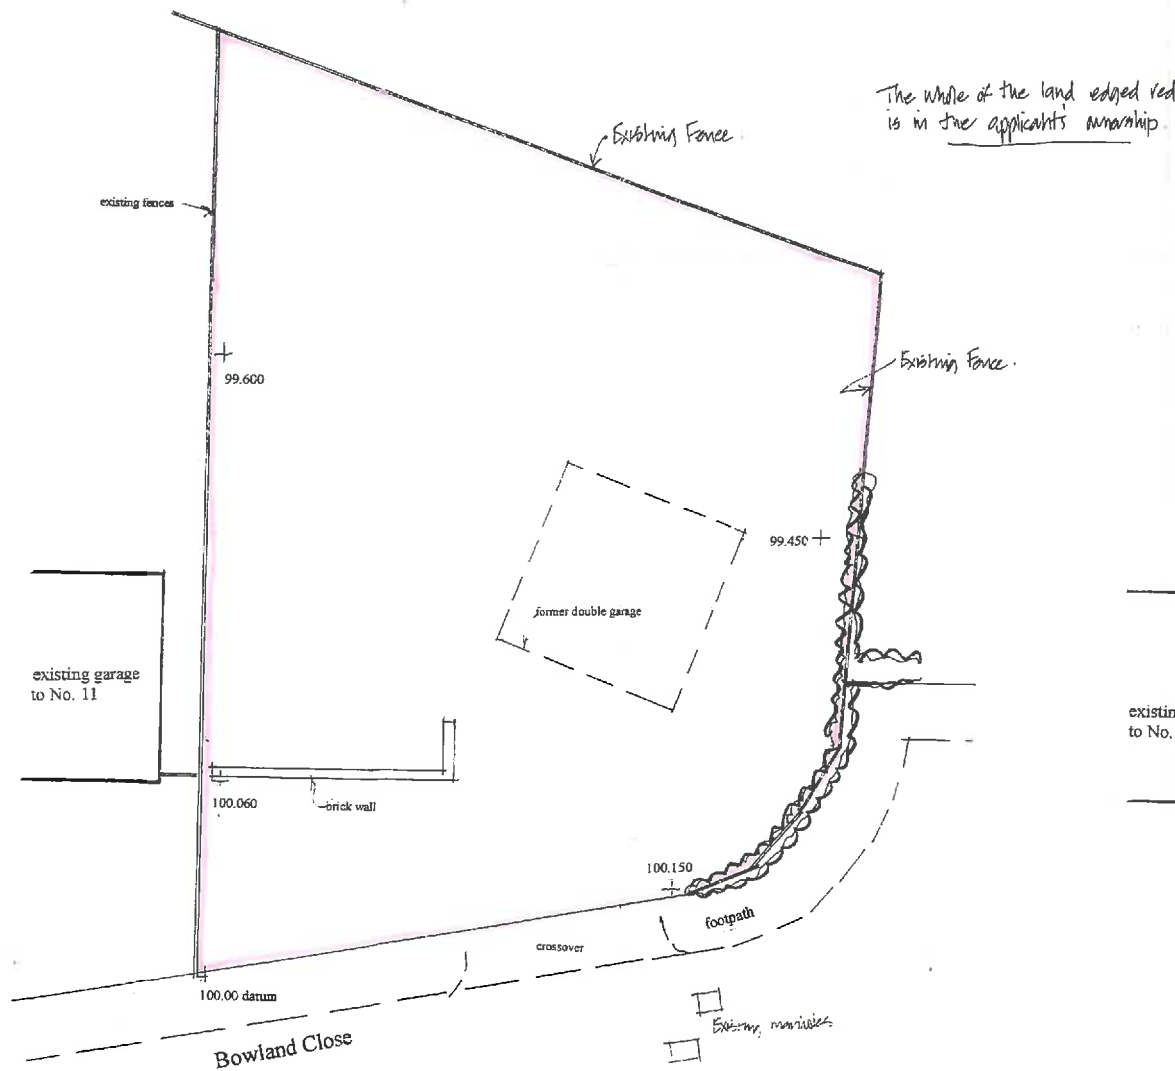 The whole of the land edged red
is in the applicant's ownership
Existing Fence
existing fences
99.600
Existing Fence.
99.450
former double garage
existing garage
to No. 11
existin
to No.
100.060
brick wall
100.150
footpath
crossover
100.00 datum
Existing manholes
Bowland Close